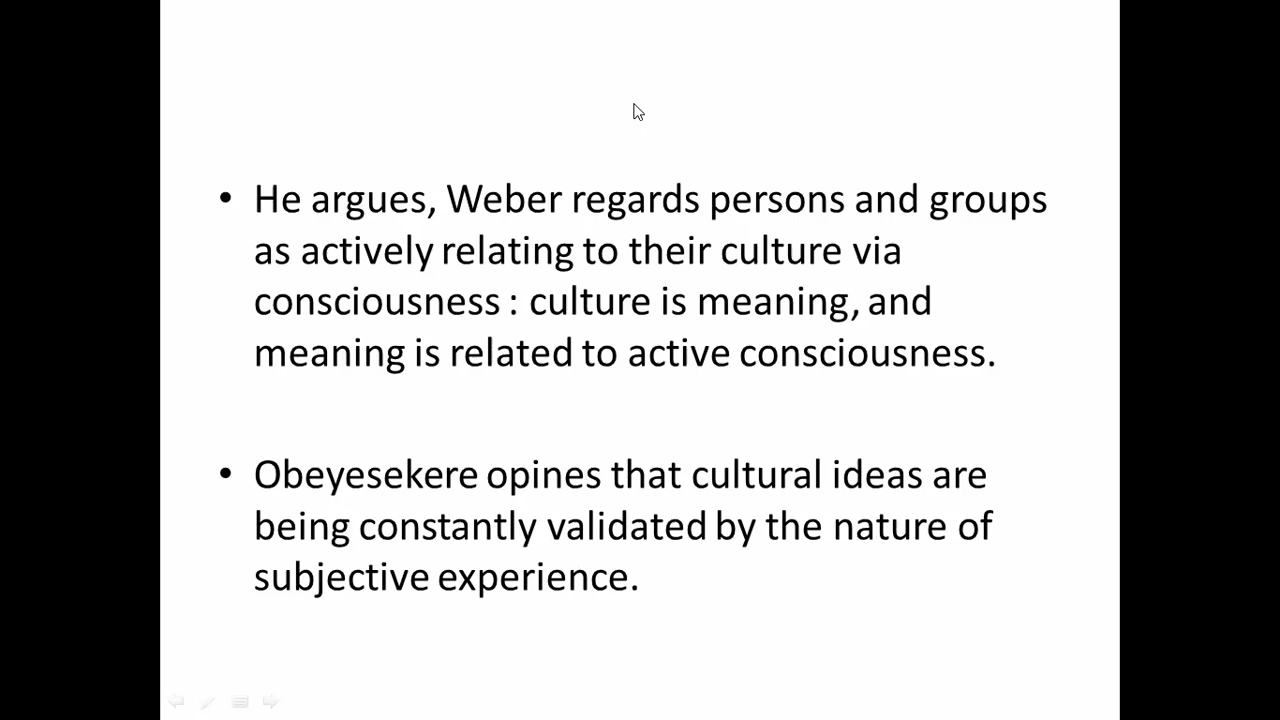 • He argues, Weber regards persons and groups
as actively relating to their culture via
consciousness : culture is meaning, and
meaning is related to active consciousness.
• Obeyesekere opines that cultural ideas are
being constantly validated by the nature of
subjective experience.